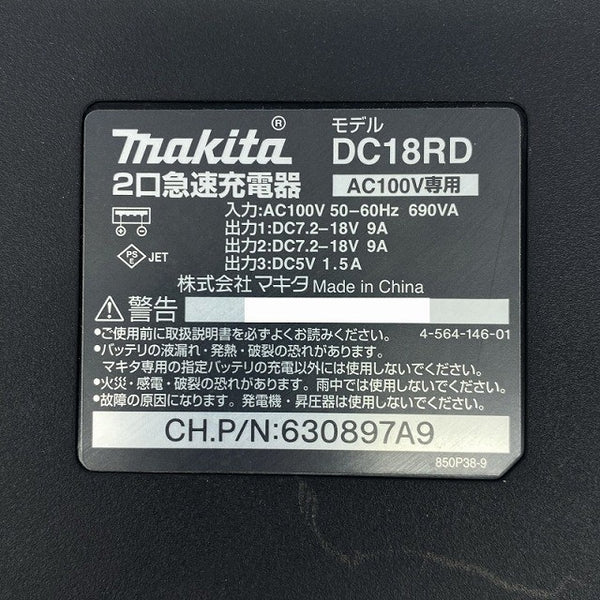 makita®
モデル DC18RD
2口急速充電器
AC100V専用
入力:AC100V 50-60Hz 690VA
出力1:DC7.2-18V 9A
出力2:DC7.2-18V 9A
出力3:DC5V 1.5A
PS E JET
株式会社マキタ Made in China
警告
•ご使用前に取扱説明書を必ずよくお読みください。 4-564-146-01
•バッテリの液漏れ・発熱・破裂の恐れがあります。
マキタ専用の指定バッテリの充電以外には使用しないでください。
•火災・感電・破裂の恐れがあります。雨中では使用しないでください。
•故障の原因になります。発電機・昇圧器は使用しないでください。
CH.P/N:630897A9
850P38-9